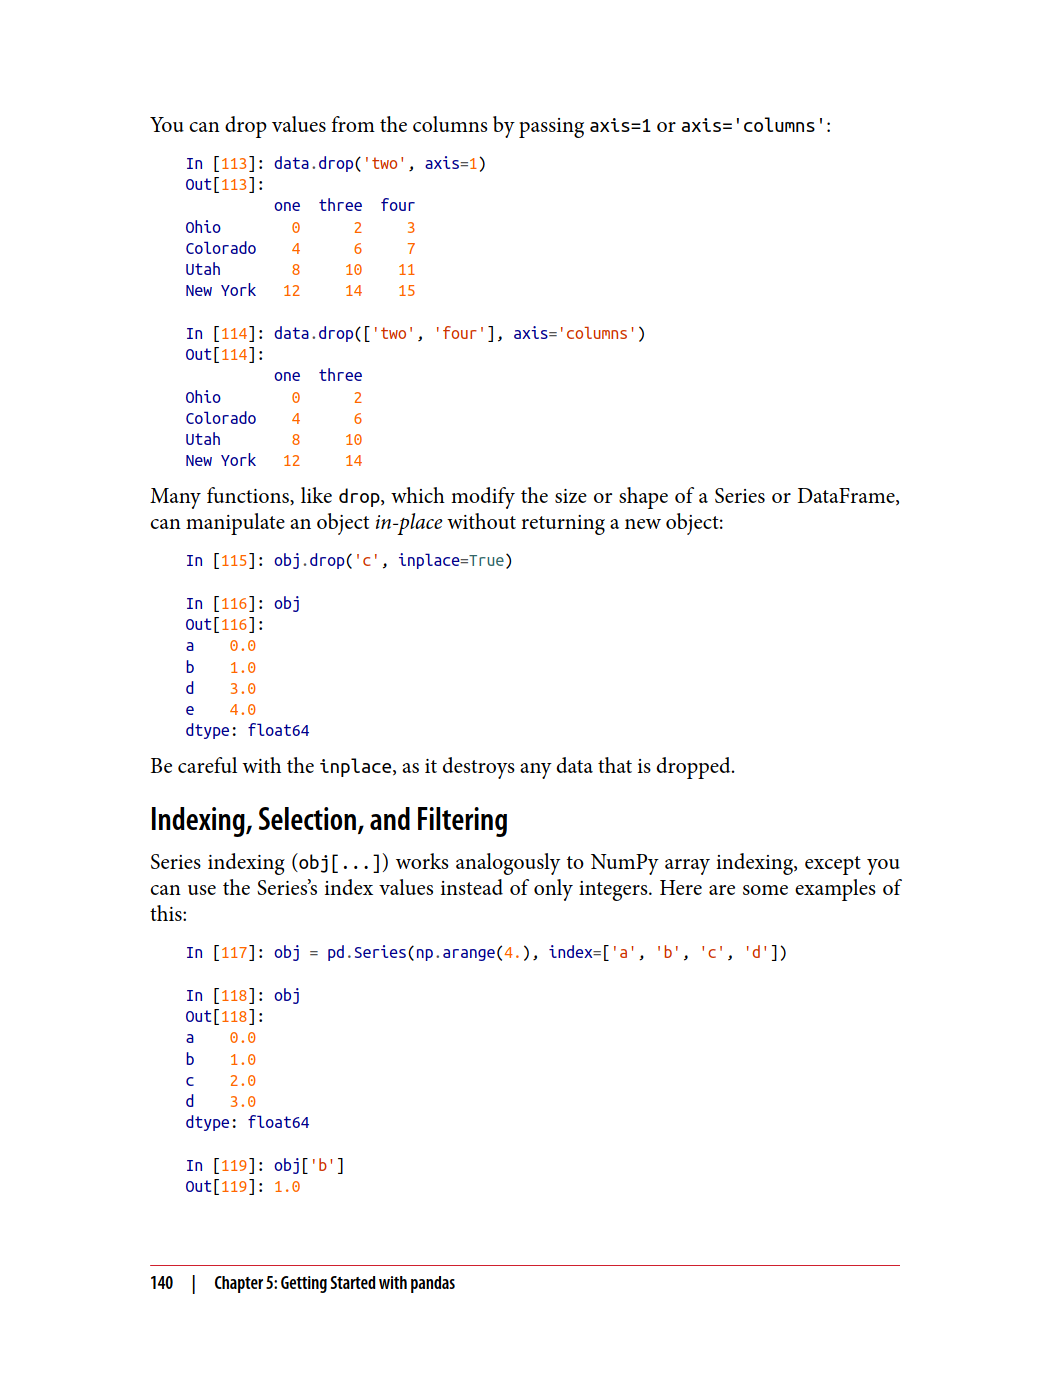 You can drop values from the columns by passing axis=1 or axis='columns':
In [113]: data.drop('two', axis=1)
Out[113]:
          one  three  four
Ohio        0      2     3
Colorado    4      6     7
Utah        8     10    11
New York   12     14    15
In [114]: data.drop(['two', 'four'], axis='columns')
Out[114]:
          one  three
Ohio        0      2
Colorado    4      6
Utah        8     10
New York   12     14
Many functions, like drop, which modify the size or shape of a Series or DataFrame,
can manipulate an object in-place without returning a new object:
In [115]: obj.drop('c', inplace=True)
In [116]: obj
Out[116]:
a    0.0
b    1.0
d    3.0
e    4.0
dtype: float64
Be careful with the inplace, as it destroys any data that is dropped.
Indexing, Selection, and Filtering
Series indexing (obj[...]) works analogously to NumPy array indexing, except you
can use the Series’s index values instead of only integers. Here are some examples of
this:
In [117]: obj = pd.Series(np.arange(4.), index=['a', 'b', 'c', 'd'])
In [118]: obj
Out[118]:
a    0.0
b    1.0
c    2.0
d    3.0
dtype: float64
In [119]: obj['b']
Out[119]: 1.0
140 | Chapter 5: Getting Started with pandas